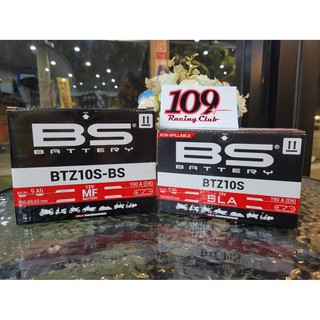 109
Racing Club
II
BS
BATTERY
BTZ10S-BS
9 Ah
12V
MF
BATTERY
190 A (EN)
NON-SPILLABLE
II
BS
BATTERY
BTZ10S
SLA
190 A (EN)